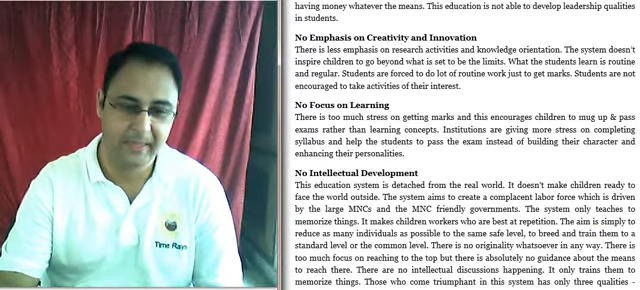 having money whatever the means. This education is not able to develop leadership qualities
in students.
No Emphasis on Creativity and Innovation
There is less emphasis on research activities and knowledge orientation. The system doesn't
inspire children to go beyond what is set to be the limits. What the students learn is routine
and regular. Students are forced to do lot of routine work just to get marks. Students are not
encouraged to take activities of their interest.
No Focus on Learning
There is too much stress on getting marks and this encourages children to mug up & pass
exams rather than learning concepts. Institutions are giving more stress on completing
syllabus and help the students to pass the exam instead of building their character and
enhancing their personalities.
No Intellectual Development
This education system is detached from the real world. It doesn't make children ready to
face the world outside. The system aims to create a complacent labor force which is driven
by the large MNCs and the MNC friendly governments. The system only teaches to
memorize things. It makes children workers who are best at repetition. The aim is simply to
reduce as many individuals as possible to the same safe level, to breed and train them to a
standard level or the common level. There is no originality whatsoever in any way. There is
too much focus on reaching to the top but there is absolutely no guidance about the means
to reach there. There are no intellectual discussions happening. It only trains them to
memorize things. Those who come triumphant in this system has only three qualities -
Time Rays